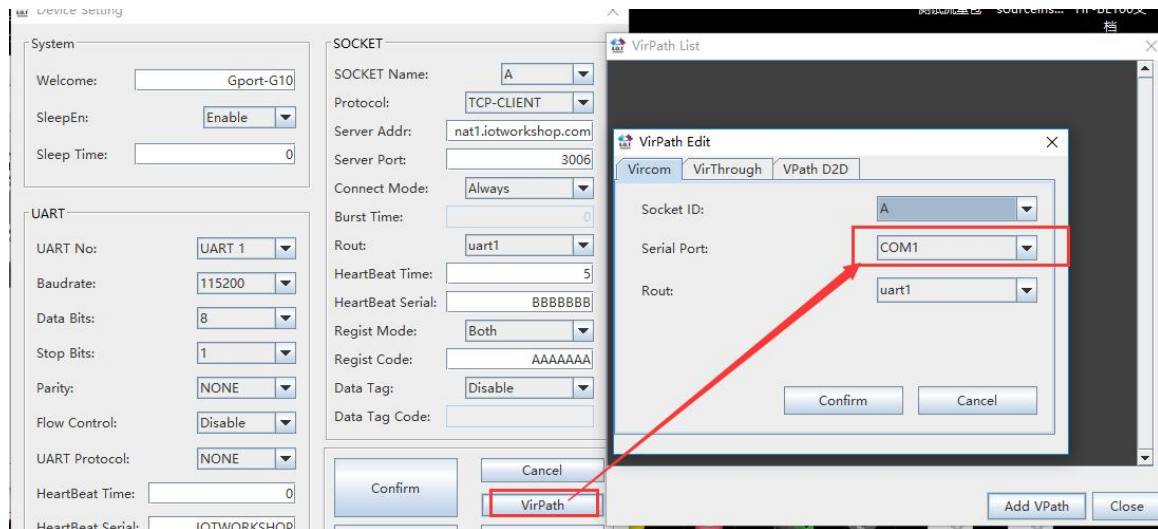 Device Setting
System
Welcome:
Gport-G10
SleepEn:
Enable
Sleep Time:
0
UART
UART No:
UART 1
Baudrate:
115200
Data Bits:
8
Stop Bits:
1
Parity:
NONE
Flow Control:
Disable
UART Protocol:
NONE
HeartBeat Time:
0
HeartBeat Serial:
IOTWORKSHOP
SOCKET
SOCKET Name:
A
Protocol:
TCP-CLIENT
Server Addr:
nat1.iotworkshop.com
Server Port:
3006
Connect Mode:
Always
Burst Time:
0
Rout:
uart1
HeartBeat Time:
5
HeartBeat Serial:
BBBBBBB
Regist Mode:
Both
Regist Code:
AAAAAAA
Data Tag:
Disable
Data Tag Code:
Confirm
Cancel
VirPath
档
VirPath List
VirPath Edit
Vircom
VirThrough
VPath D2D
Socket ID:
A
Serial Port:
COM1
Rout:
uart1
Confirm
Cancel
Add VPath
Close